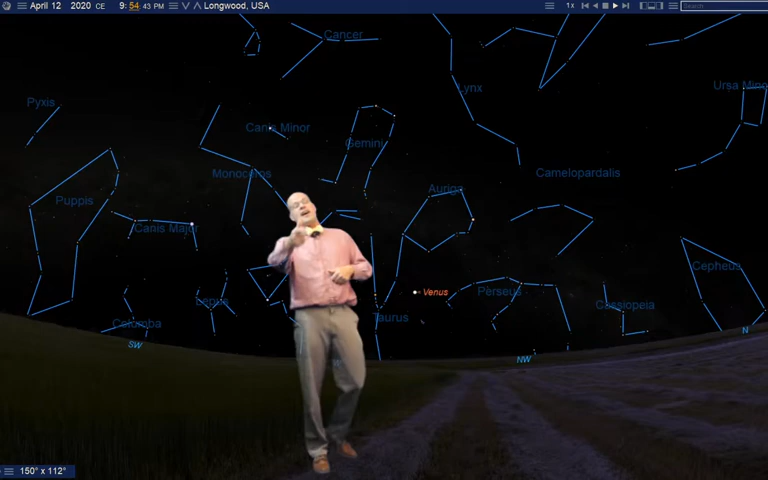 April 12 2020 CE 9:54:43 PM Longwood, USA 1x Search
Cancer
Lynx
Ursa Mino
Pyxis
Canis Minor
Gemini
Monoceros
Camelopardalis
Auriga
Puppis
Canis Major
Cepheus
Venus
Perseus
Lepus
Cassiopeia
Taurus
Columba
N
SW
NW
150° x 112°